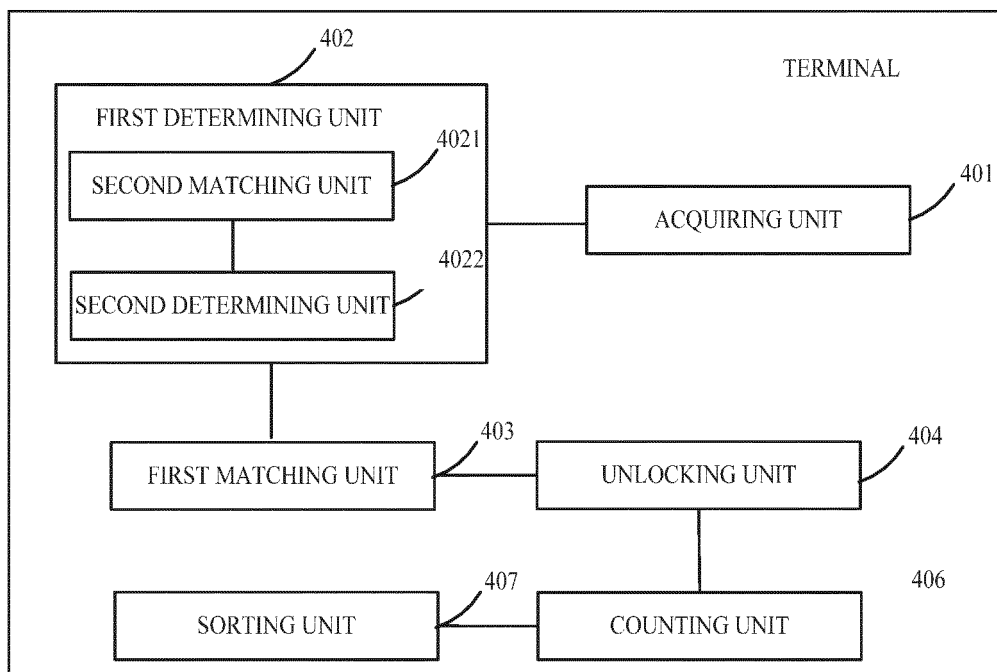 402
TERMINAL
FIRST DETERMINING UNIT
4021
SECOND MATCHING UNIT
401
ACQUIRING UNIT
4022
SECOND DETERMINING UNIT
403
404
FIRST MATCHING UNIT
UNLOCKING UNIT
407
406
SORTING UNIT
COUNTING UNIT